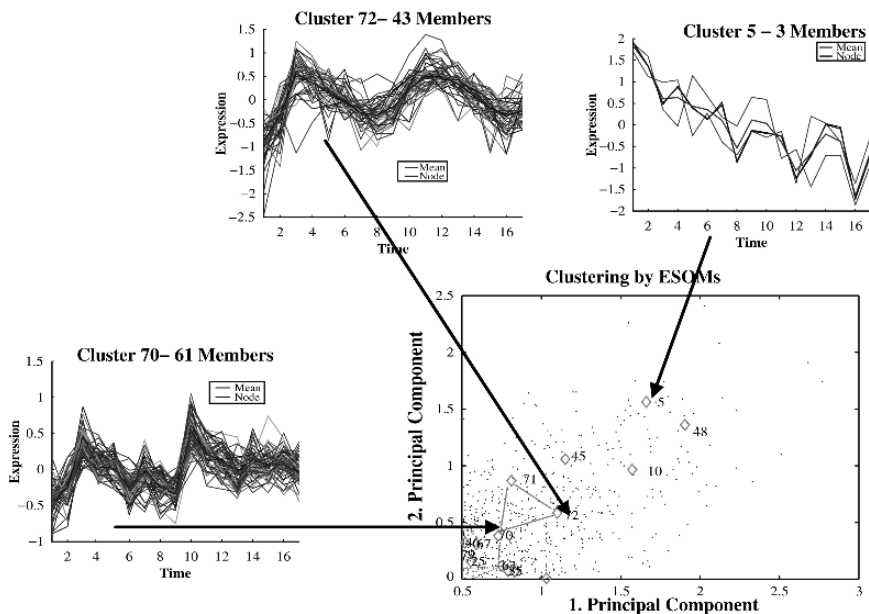 Cluster 72– 43 Members
1.5
1
0.5
0
−0.5
−1
−1.5
−2
−2.5
Expression
Mean
Node
2 4 6 8 10 12 14 16
Time
Cluster 5 – 3 Members
2
1.5
1
0.5
0
−0.5
−1
−1.5
−2
Expression
Mean
Node
2 4 6 8 10 12 14 16
Time
Cluster 70– 61 Members
1.5
1
0.5
0
−0.5
−1
Expression
Mean
Node
2 4 6 8 10 12 14 16
Time
Clustering by ESOMs
2.5
2
1.5
1
0.5
0
2. Principal Component
5
48
45
10
71
72
70
67
25
0.5 1 1.5 2 2.5 3
1. Principal Component